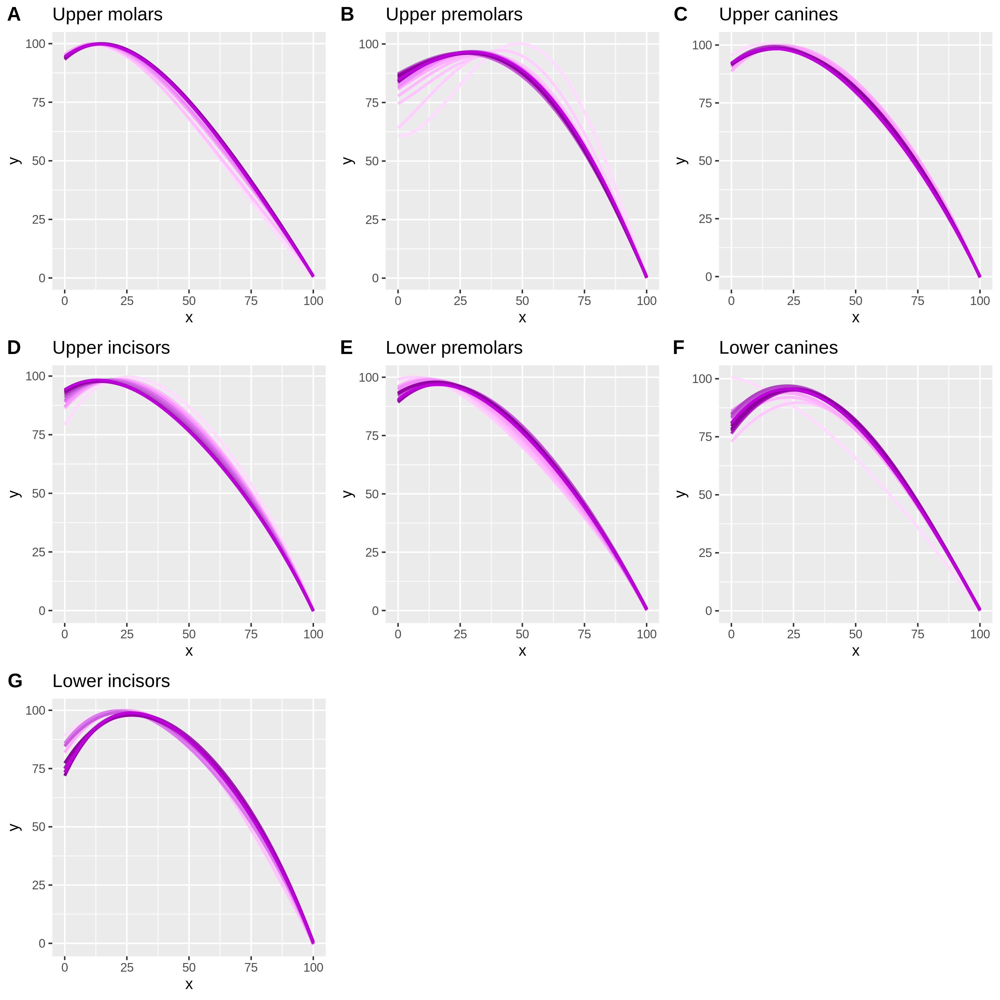 A Upper molars
100
75
50
25
0
y
0 25 50 75 100
x
B Upper premolars
100
75
50
25
0
y
0 25 50 75 100
x
C Upper canines
100
75
50
25
0
y
0 25 50 75 100
x
D Upper incisors
100
75
50
25
0
y
0 25 50 75 100
x
E Lower premolars
100
75
50
25
0
y
0 25 50 75 100
x
F Lower canines
100
75
50
25
0
y
0 25 50 75 100
x
G Lower incisors
100
75
50
25
0
y
0 25 50 75 100
x